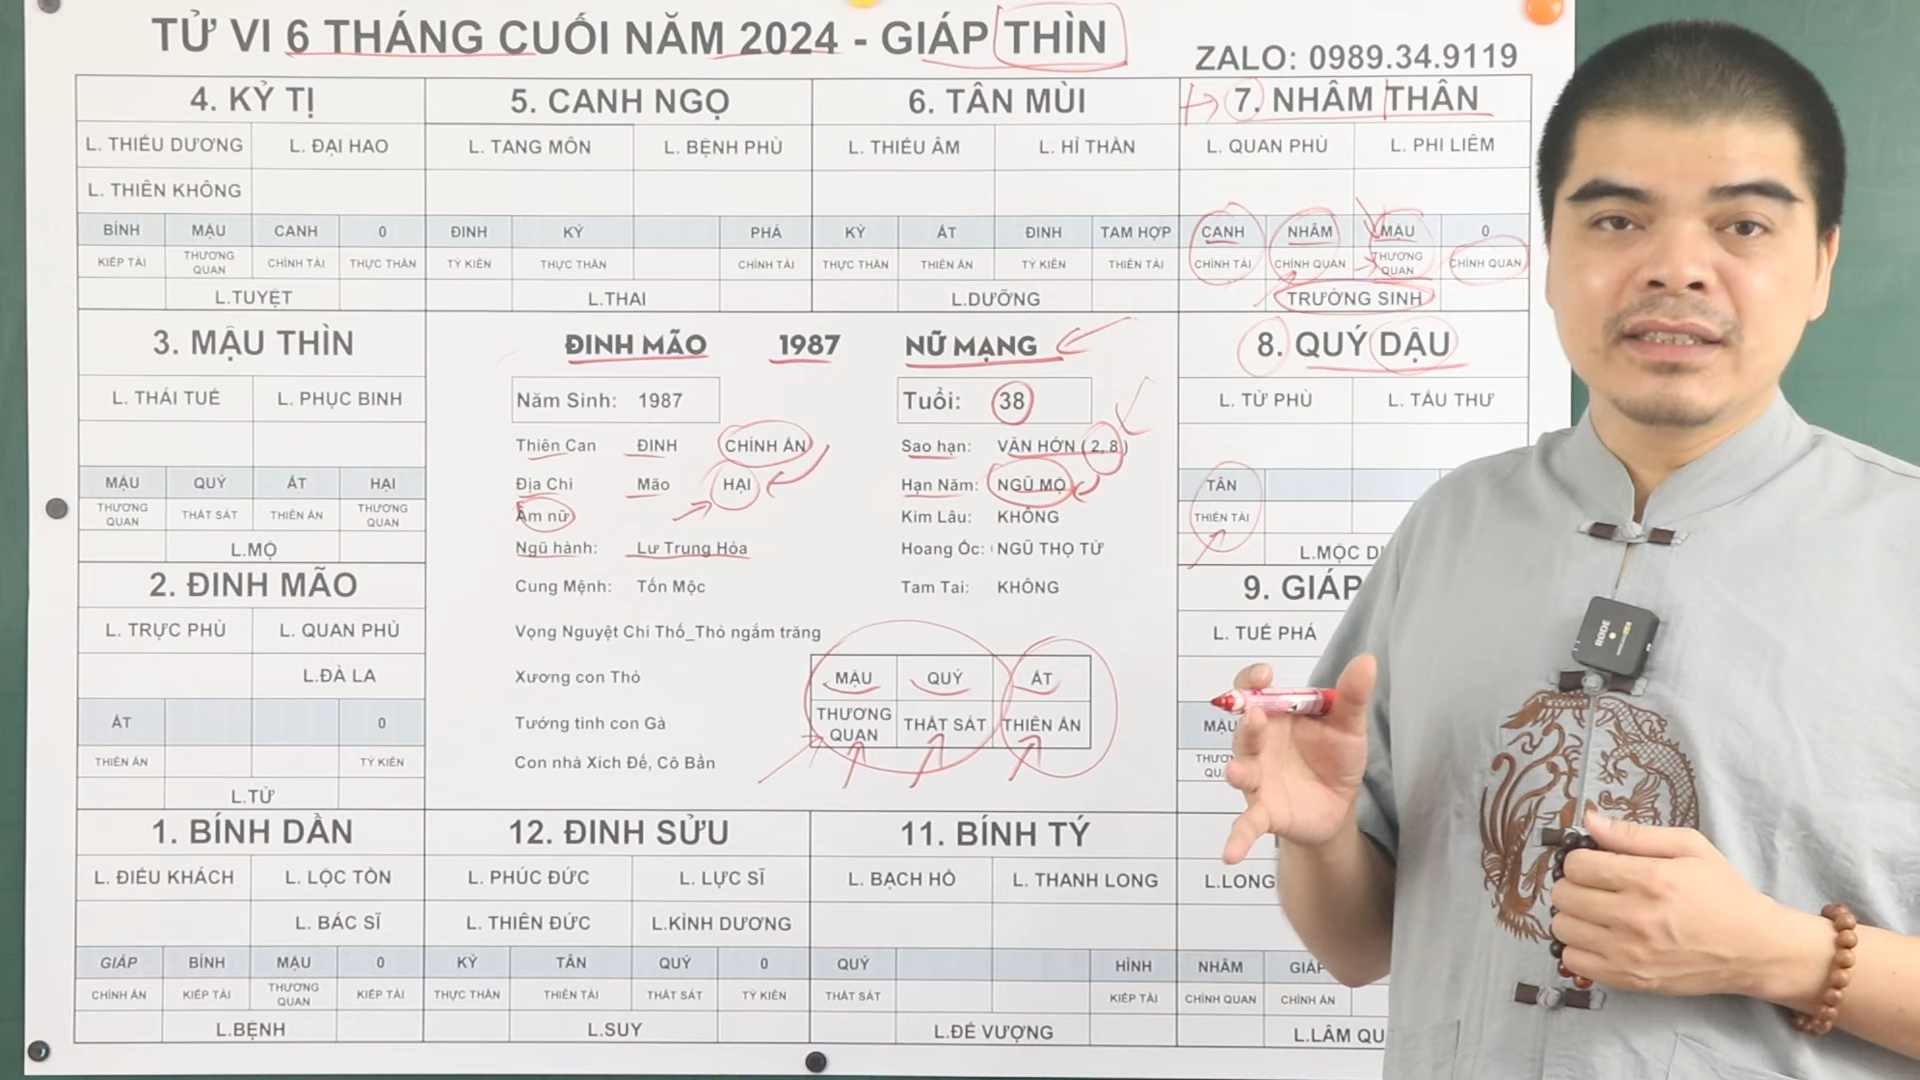 TỬ VI 6 THÁNG CUỐI NĂM 2024 - GIÁP THÌN
ZALO: 0989.34.9119
4. KỶ TỊ
L. THIẾU DƯƠNG L. ĐẠI HAO
L. THIÊN KHÔNG
BÍNH MẬU CANH 0
KIẾP TÀI THƯƠNG QUAN CHÍNH TÀI THỰC THẦN
L.TUYỆT
5. CANH NGỌ
L. TANG MÔN L. BỆNH PHÙ
ĐINH KỶ PHÁ
TỶ KIÊN THỰC THẦN CHÍNH TÀI
L.THAI
6. TÂN MÙI
L. THIẾU ÂM L. HỈ THẦN
KỶ ẤT ĐINH TAM HỢP
THỰC THẦN THIÊN ẤN TỶ KIÊN THIÊN TÀI
L.DƯỠNG
7. NHÂM THÂN
L. QUAN PHÙ L. PHI LIÊM
CANH NHÂM MẬU 0
CHÍNH TÀI CHÍNH QUAN THƯƠNG QUAN CHÍNH QUAN
TRƯỜNG SINH
3. MẬU THÌN
L. THÁI TUẾ L. PHỤC BINH
MẬU QUÝ ẤT HẠI
THƯƠNG QUAN THẤT SÁT THIÊN ẤN THƯƠNG QUAN
L.MỘ
ĐINH MÃO 1987 NỮ MẠNG
Năm Sinh: 1987 Tuổi: 38
Thiên Can ĐINH CHÍNH ẤN Sao hạn: VÂN HỚN ( 2, 8 )
Địa Chi Mão HẠI Hạn Năm: NGŨ MỘ
Âm nữ Kim Lâu: KHÔNG
Ngũ hành: Lư Trung Hỏa Hoang Ốc: NGŨ THỌ TỬ
Cung Mệnh: Tốn Mộc Tam Tai: KHÔNG
Vọng Nguyệt Chi Thố_Thỏ ngắm trăng
Xương con Thỏ
Tướng tinh con Gà
Con nhà Xích Đế, Cô Bần
MẬU QUÝ ẤT
THƯƠNG QUAN THẤT SÁT THIÊN ẤN
8. QUÝ DẬU
L. TỬ PHÙ L. TẤU THƯ
TÂN
THIÊN TÀI
L.MỘC D
2. ĐINH MÃO
L. TRỰC PHÙ L. QUAN PHÙ
L.ĐÀ LA
ẤT 0
THIÊN ẤN TỶ KIÊN
L.TỬ
9. GIÁP
L. TUẾ PHÁ
MẬU
1. BÍNH DẦN
L. ĐIẾU KHÁCH L. LỘC TỒN
L. BÁC SĨ
GIÁP BÍNH MẬU 0
CHÍNH ẤN KIẾP TÀI THƯƠNG QUAN KIẾP TÀI
L.BỆNH
12. ĐINH SỬU
L. PHÚC ĐỨC L. LỰC SĨ
L. THIÊN ĐỨC L.KÌNH DƯƠNG
KỶ TÂN QUÝ 0
THỰC THẦN THIÊN TÀI THẤT SÁT TỶ KIÊN
L.SUY
11. BÍNH TÝ
L. BẠCH HỔ L. THANH LONG
QUÝ HÌNH
THẤT SÁT KIẾP TÀI
L.ĐẾ VƯỢNG
L.LONG
NHÂM GIÁP
CHÍNH QUAN CHÍNH ẤN
L.LÂM QU
RODE